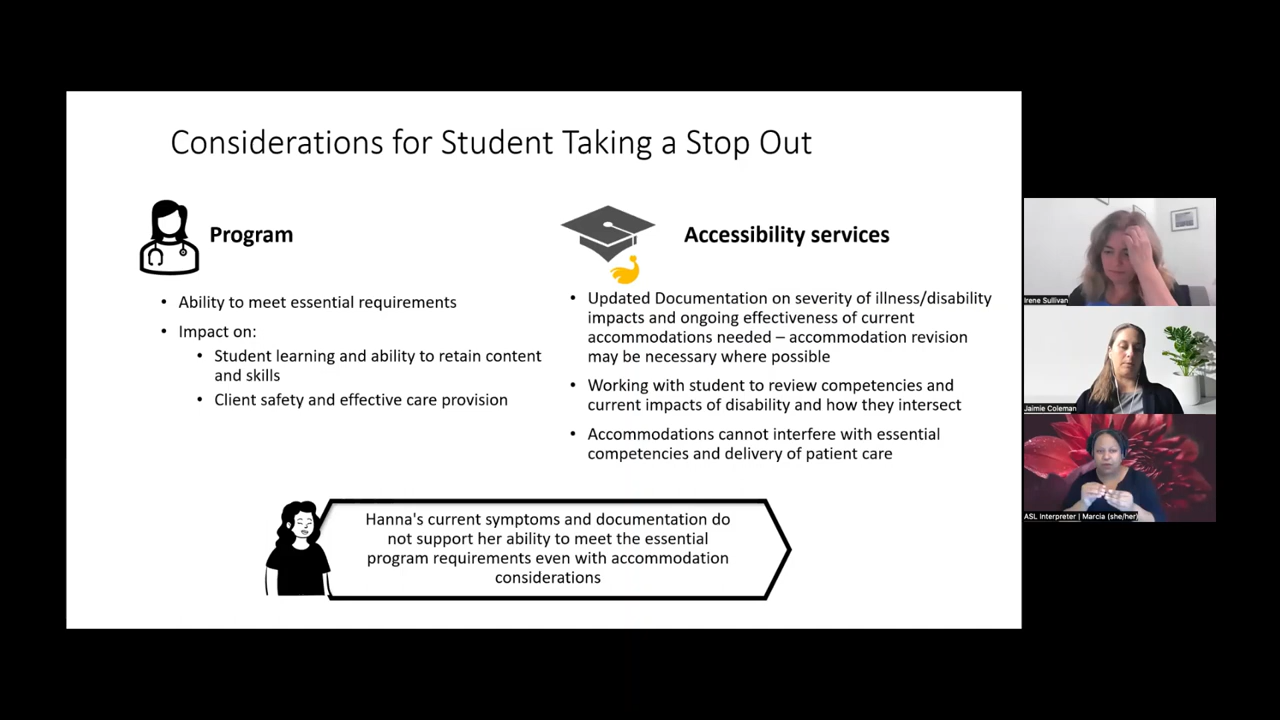 Considerations for Student Taking a Stop Out
Program
• Ability to meet essential requirements
• Impact on:
• Student learning and ability to retain content
and skills
• Client safety and effective care provision
Accessibility services
• Updated Documentation on severity of illness/disability
impacts and ongoing effectiveness of current
accommodations needed – accommodation revision
may be necessary where possible
• Working with student to review competencies and
current impacts of disability and how they intersect
• Accommodations cannot interfere with essential
competencies and delivery of patient care
Hanna's current symptoms and documentation do
not support her ability to meet the essential
program requirements even with accommodation
considerations
Irene Sullivan
Jaimie Coleman
ASL Interpreter | Marcia (she/her)